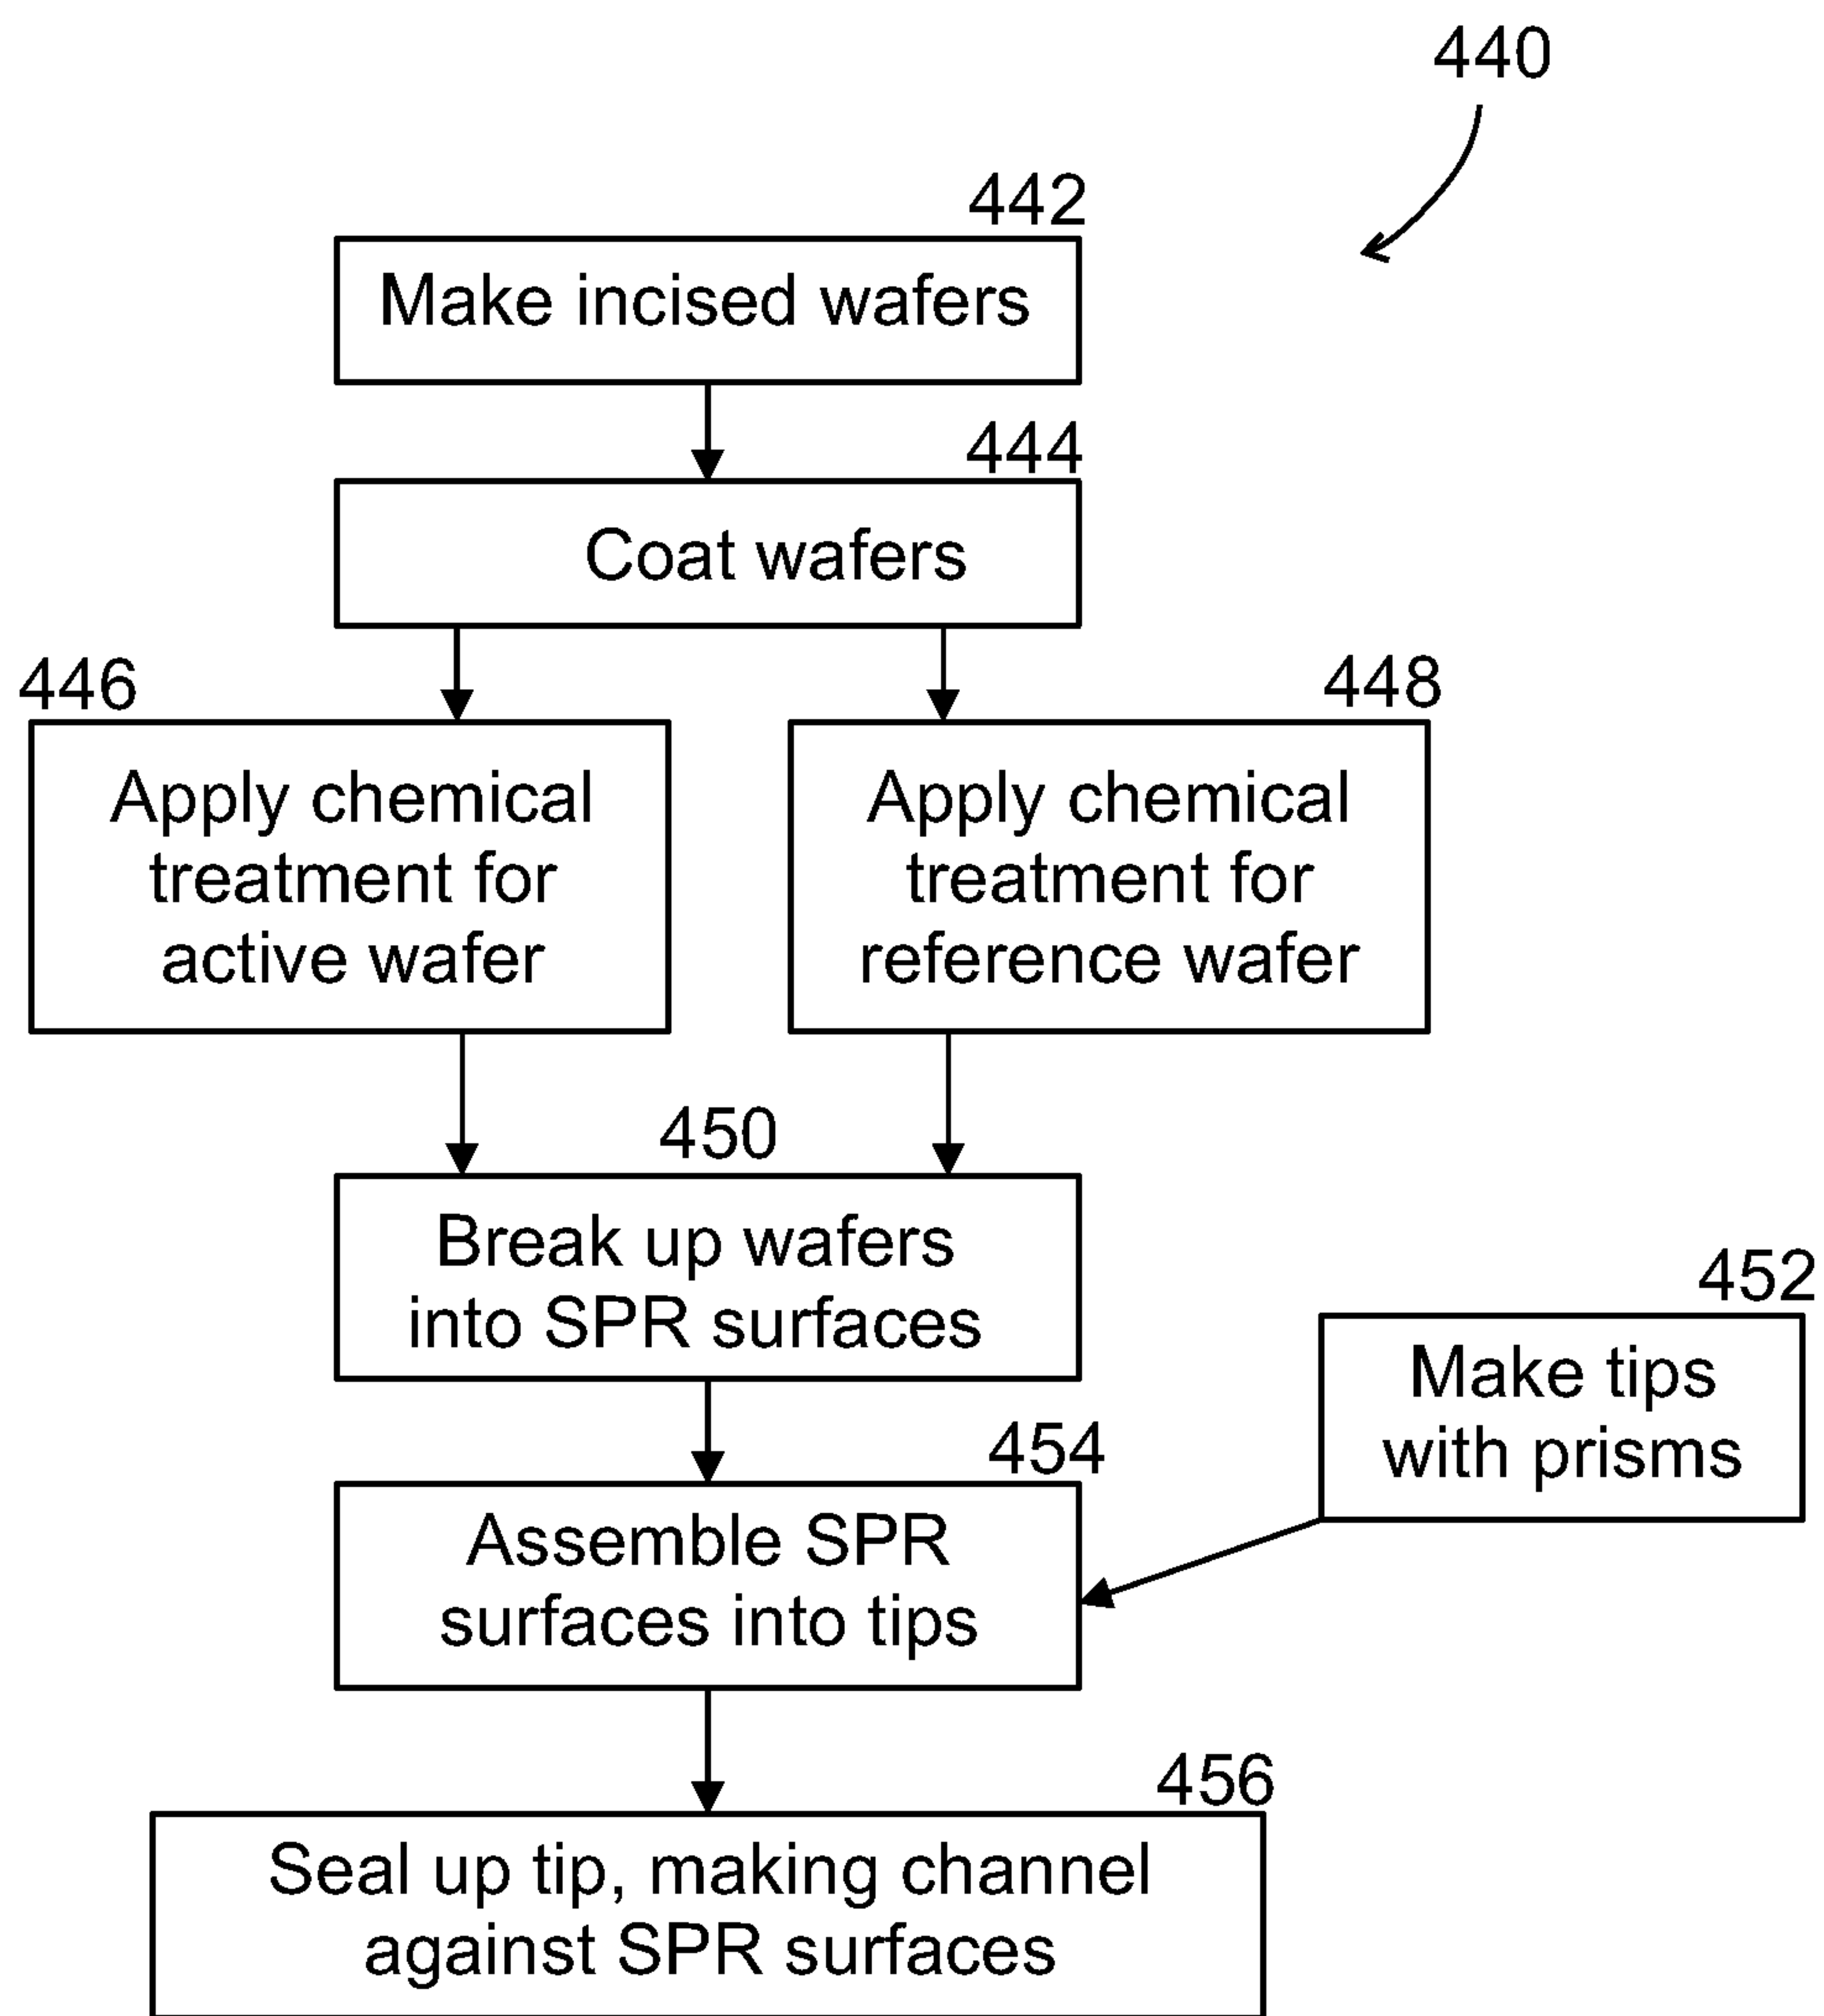 440
442
Make incised wafers
444
Coat wafers
446
Apply chemical
treatment for
active wafer
448
Apply chemical
treatment for
reference wafer
450
Break up wafers
into SPR surfaces
452
Make tips
with prisms
454
Assemble SPR
surfaces into tips
456
Seal up tip, making channel
against SPR surfaces